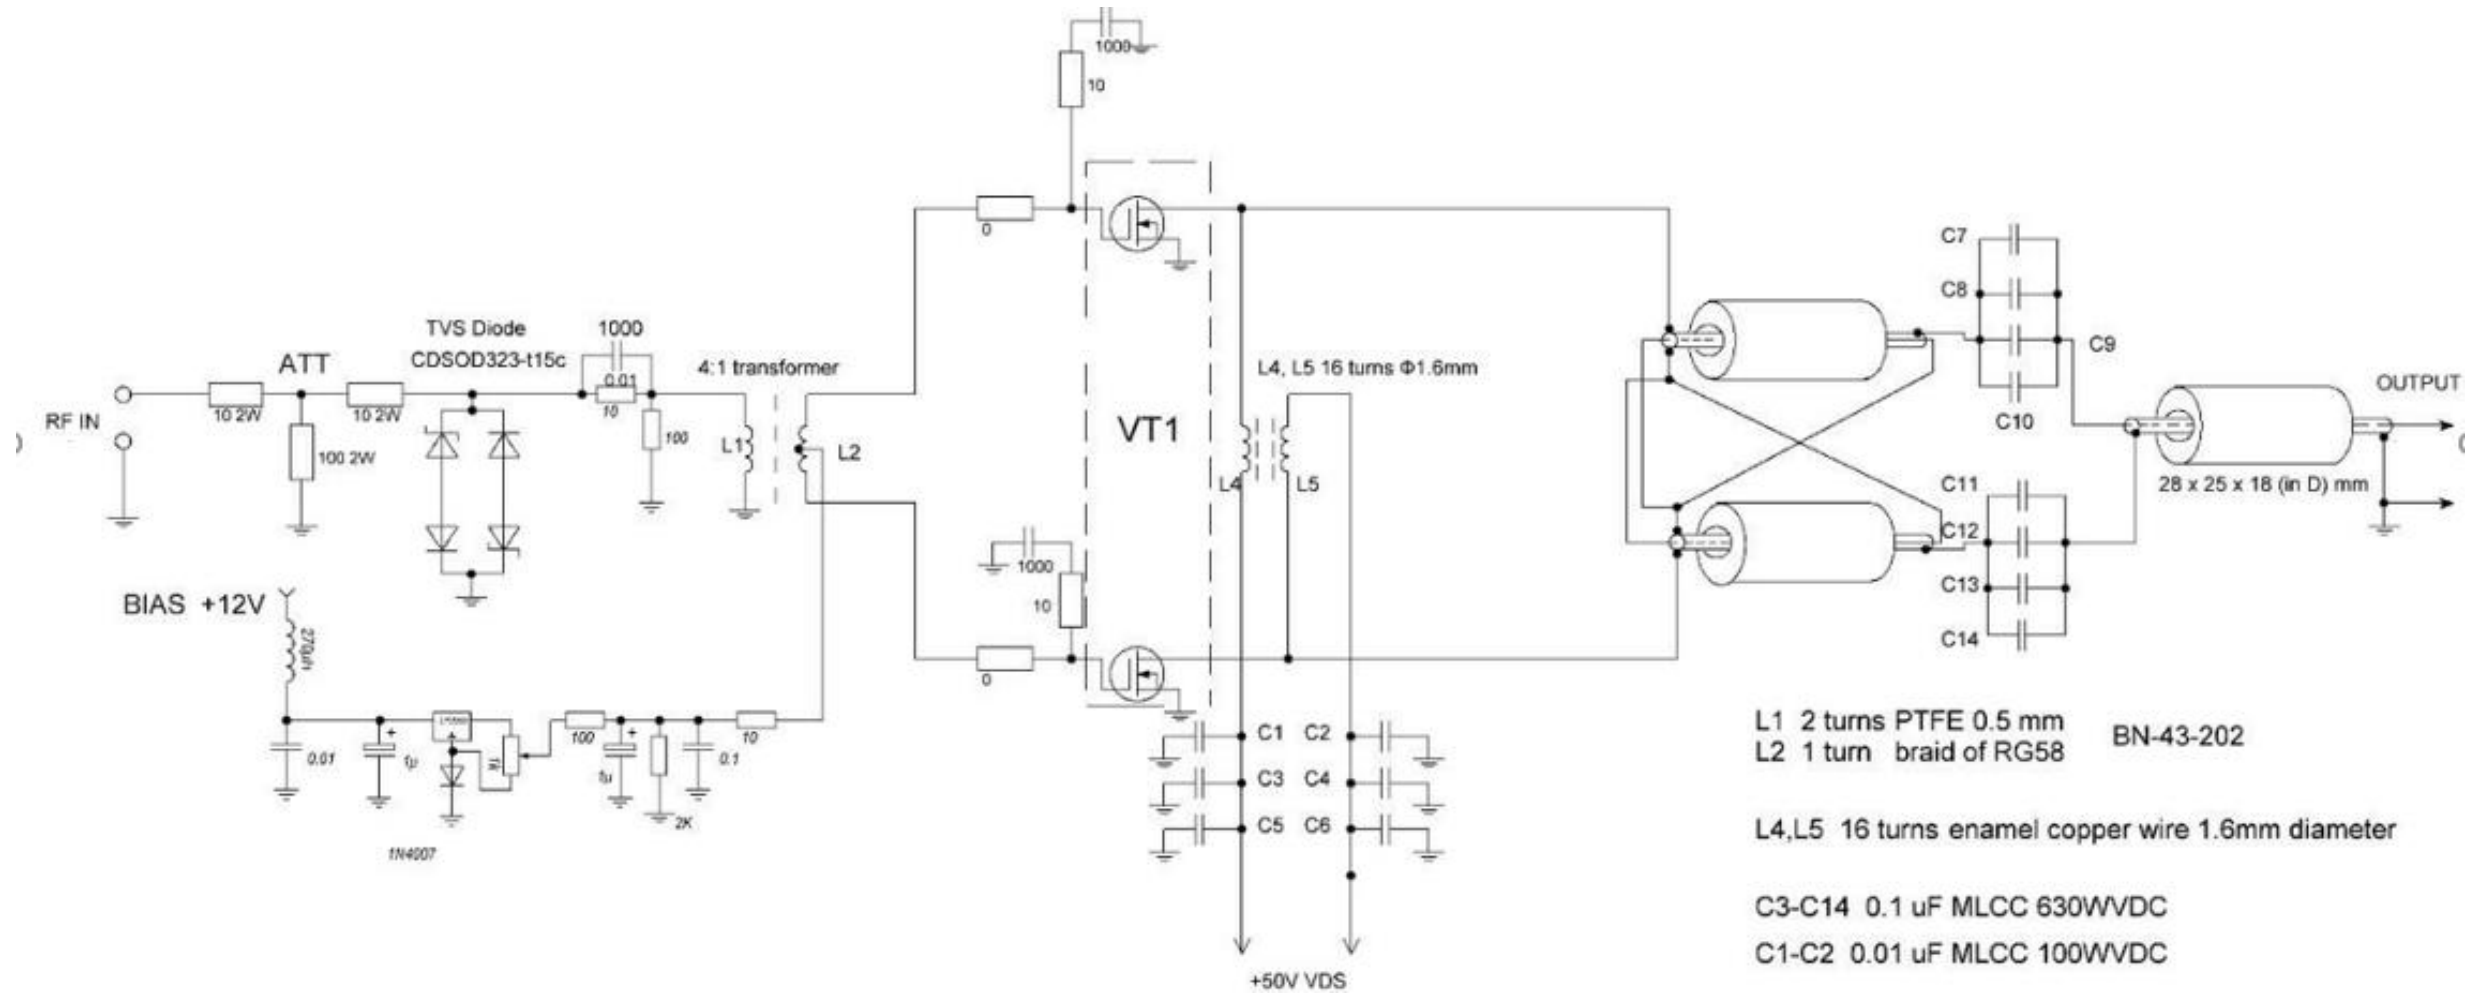 1000
10
0
TVS Diode
CDSOD323-t15c
1000
0.01
10
ATT
4:1 transformer
RF IN
10 2W
10 2W
100 2W
100
L1
L2
VT1
L4, L5 16 turns Φ1.6mm
L4
L5
C7
C8
C9
C10
OUTPUT
28 x 25 x 18 (in D) mm
C11
C12
C13
C14
1000
10
0
BIAS +12V
270μh
0.01
1μ
1k
100
1μ
2K
0.1
10
1N4007
C1 C2
C3 C4
C5 C6
+50V VDS
L1 2 turns PTFE 0.5 mm
L2 1 turn braid of RG58
BN-43-202
L4,L5 16 turns enamel copper wire 1.6mm diameter
C3-C14 0.1 uF MLCC 630WVDC
C1-C2 0.01 uF MLCC 100WVDC